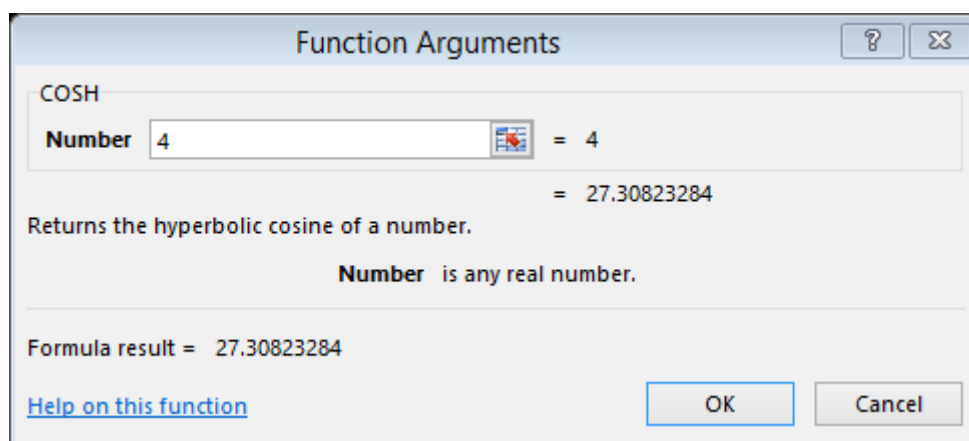 Function Arguments
COSH
Number 4 = 4
= 27.30823284
Returns the hyperbolic cosine of a number.
Number is any real number.
Formula result = 27.30823284
Help on this function OK Cancel